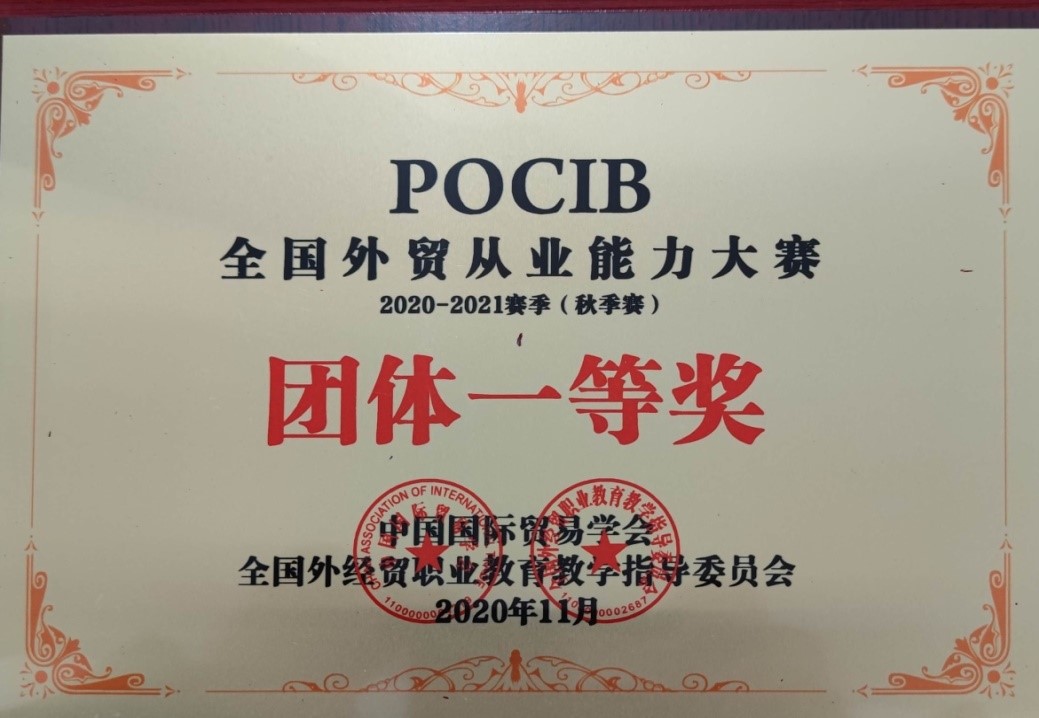 POCIB
全国外贸从业能力大赛
2020-2021赛季(秋季赛)
团体一等奖
中国国际贸易学会
全国外经贸职业教育教学指导委员会
2020年11月
ASSOCIATION OF INTERNATIO